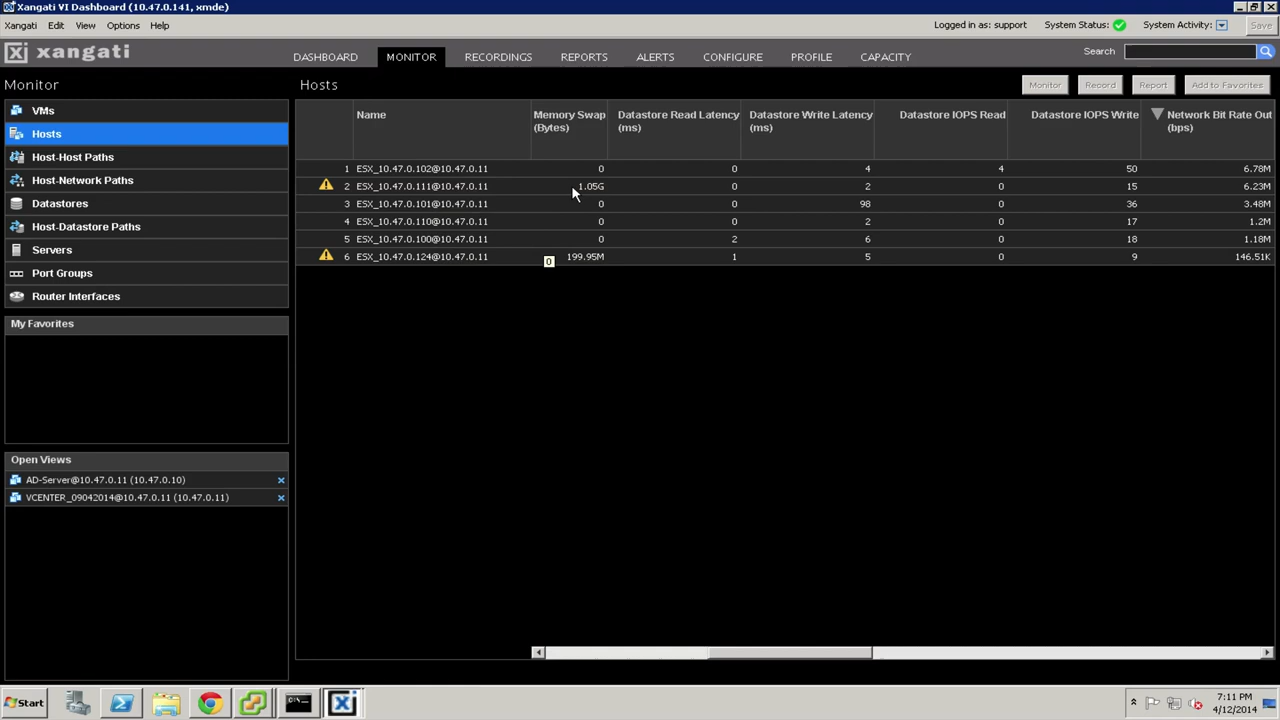 Xangati VI Dashboard (10.47.0.141, xmde)
Xangati Edit View Options Help Logged in as: support System Status: System Activity: Save
xangati DASHBOARD MONITOR RECORDINGS REPORTS ALERTS CONFIGURE PROFILE CAPACITY Search
Monitor
VMs
Hosts
Host-Host Paths
Host-Network Paths
Datastores
Host-Datastore Paths
Servers
Port Groups
Router Interfaces
My Favorites
Open Views
AD-Server@10.47.0.11 (10.47.0.10)
VCENTER_09042014@10.47.0.11 (10.47.0.11)
Hosts Monitor Record Report Add to Favorites
Name Memory Swap (Bytes) Datastore Read Latency (ms) Datastore Write Latency (ms) Datastore IOPS Read Datastore IOPS Write Network Bit Rate Out (bps)
1 ESX_10.47.0.102@10.47.0.11 0 0 4 4 50 6.78M
2 ESX_10.47.0.111@10.47.0.11 1.05G 0 2 0 15 6.23M
3 ESX_10.47.0.101@10.47.0.11 0 0 98 0 36 3.48M
4 ESX_10.47.0.110@10.47.0.11 0 0 2 0 17 1.2M
5 ESX_10.47.0.100@10.47.0.11 0 2 6 0 18 1.18M
6 ESX_10.47.0.124@10.47.0.11 0 199.95M 1 5 0 9 146.51K
Start 7:11 PM
4/12/2014